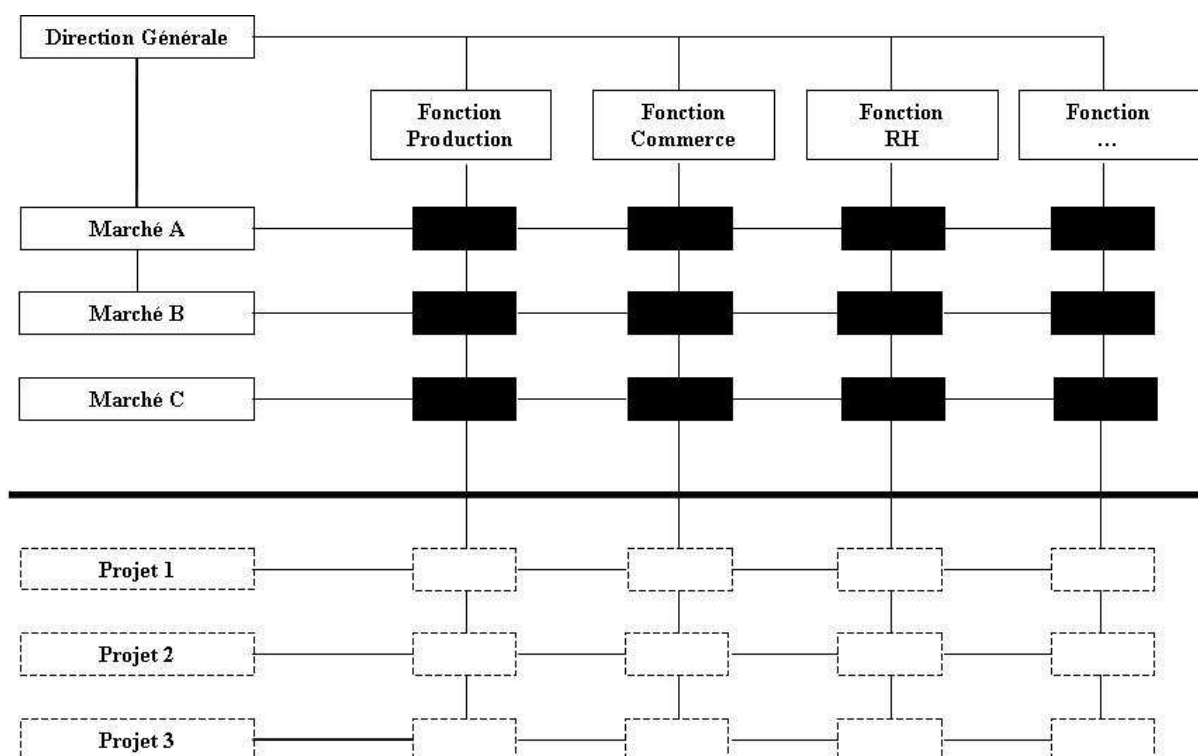 Direction Générale
Fonction
Production
Fonction
Commerce
Fonction
RH
Fonction
...
Marché A
Marché B
Marché C
Projet 1
Projet 2
Projet 3